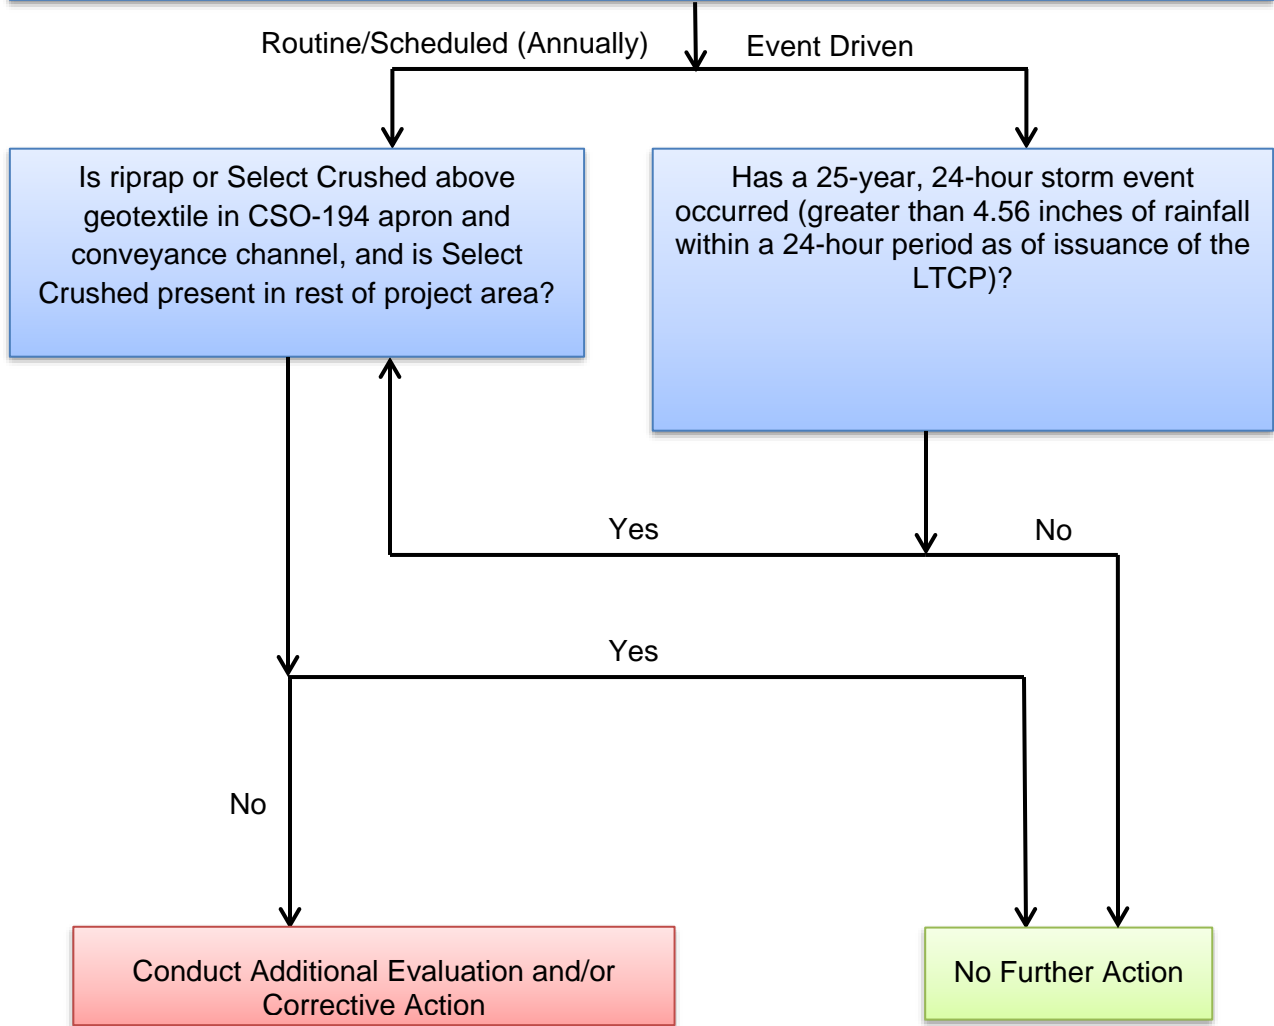 Routine/Scheduled (Annually)
Event Driven
Is riprap or Select Crushed above
geotextile in CSO-194 apron and
conveyance channel, and is Select
Crushed present in rest of project area?
Has a 25-year, 24-hour storm event
occurred (greater than 4.56 inches of rainfall
within a 24-hour period as of issuance of the
LTCP)?
Yes
No
Yes
No
Conduct Additional Evaluation and/or
Corrective Action
No Further Action